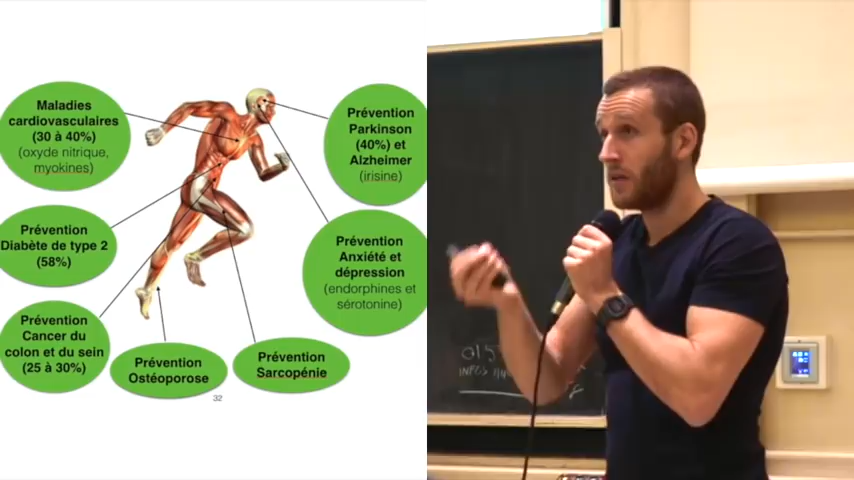 Maladies
cardiovasculaires
(30 à 40%)
(oxyde nitrique,
myokines)
Prévention
Parkinson
(40%) et
Alzheimer
(irisine)
Prévention
Diabète de type 2
(58%)
Prévention
Anxiété et
dépression
(endorphines et
sérotonine)
Prévention
Cancer du
colon et du sein
(25 à 30%)
Prévention
Ostéoporose
Prévention
Sarcopénie
32
INFOS